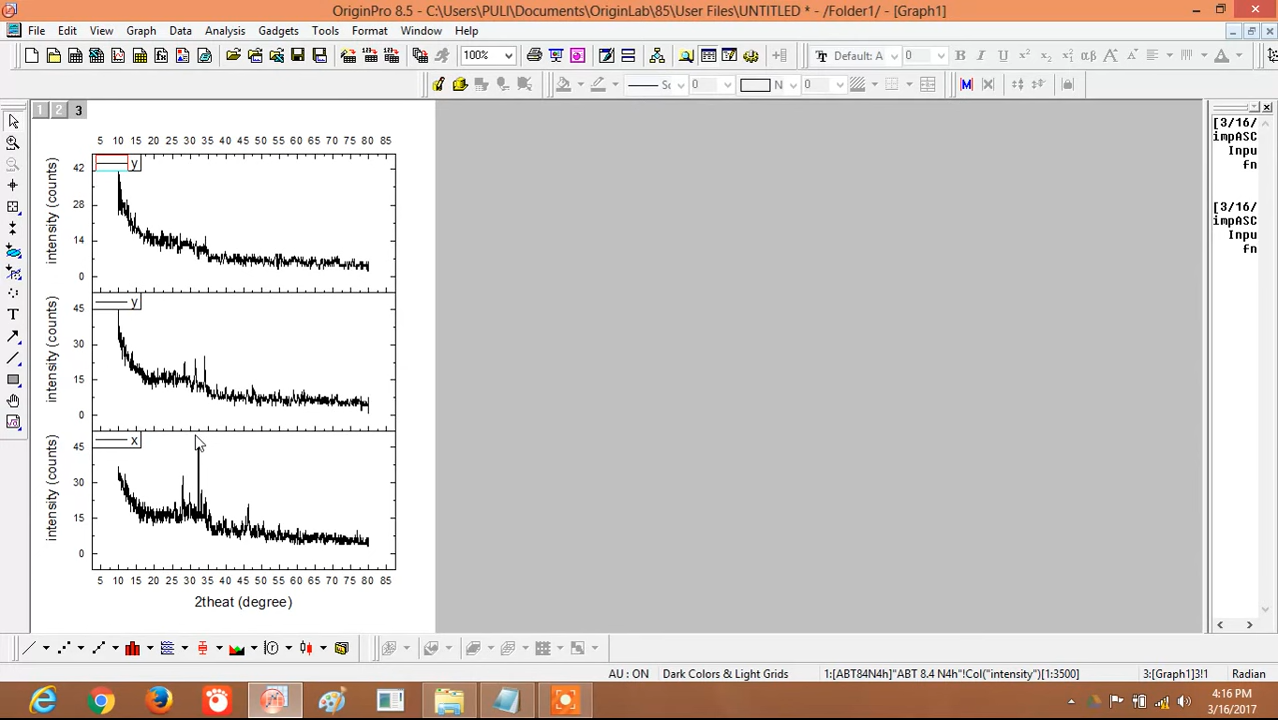 OriginPro 8.5 - C:\Users\PULI\Documents\OriginLab\85\User Files\UNTITLED * - /Folder1/ - [Graph1]
File Edit View Graph Data Analysis Gadgets Tools Format Window Help
100% Default: A 0 B I U x² x₂ αβ A A A
Sc 0 N 0 M
1 2 3
5 10 15 20 25 30 35 40 45 50 55 60 65 70 75 80 85
42 28 14 0
intensity (counts)
y
45 30 15 0
intensity (counts)
y
45 30 15 0
intensity (counts)
x
5 10 15 20 25 30 35 40 45 50 55 60 65 70 75 80 85
2theat (degree)
[3/16/
impASC
Inpu
fn
[3/16/
impASC
Inpu
fn
T
AU : ON Dark Colors & Light Grids 1:[ABT84N4h]"ABT 8.4 N4h"!Col("intensity")[1:3500] 3:[Graph1]3!1 Radian
4:16 PM
3/16/2017